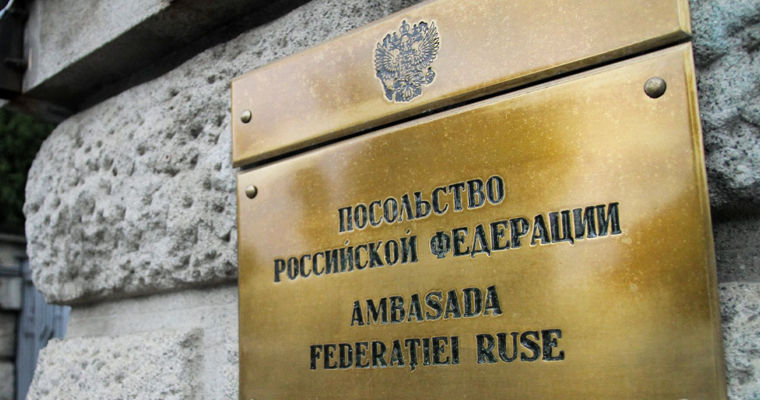 ПОСОЛЬСТВО
РОССИЙСКОЙ ФЕДЕРАЦИИ
AMBASADA
FEDERAŢIEI RUSE